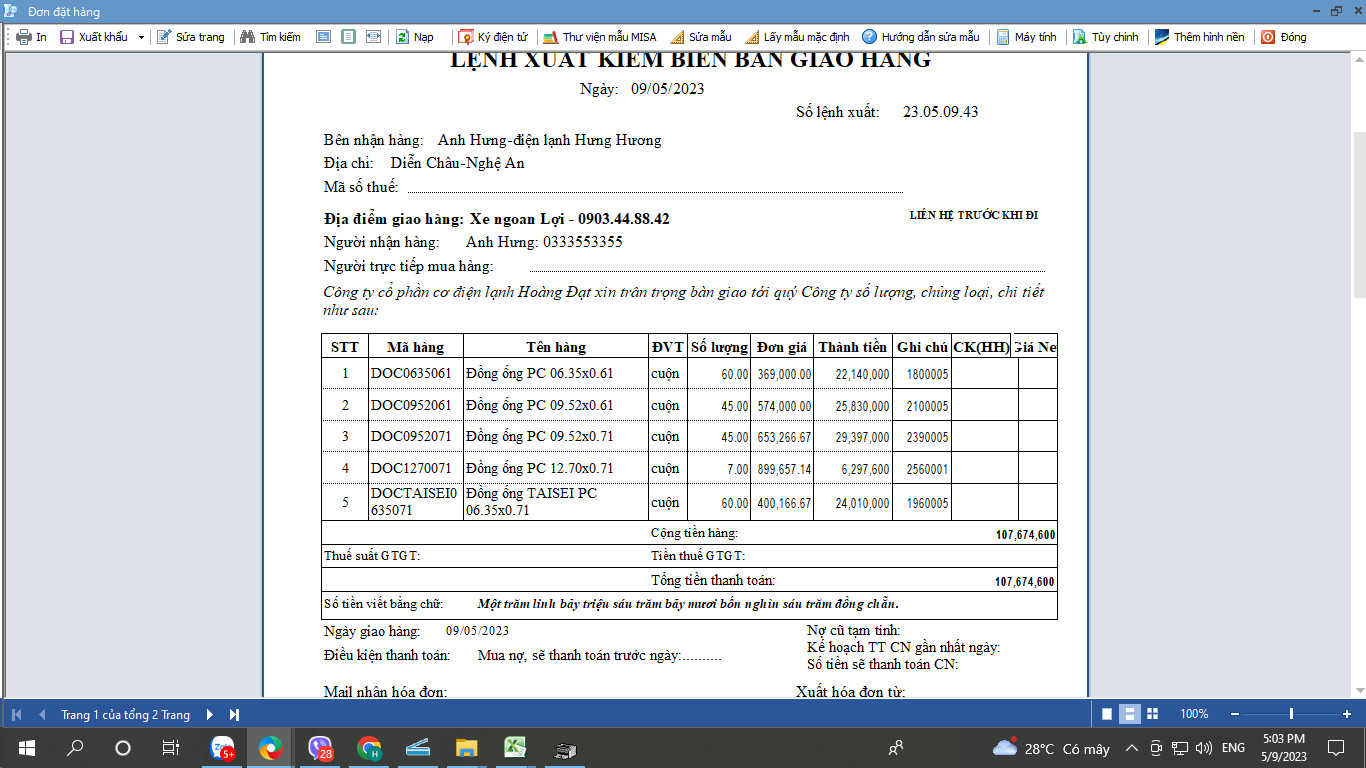 Đơn đặt hàng
In Xuất khẩu Sửa trang Tìm kiếm Nạp Ký điện tử Thư viện mẫu MISA Sửa mẫu Lấy mẫu mặc định Hướng dẫn sửa mẫu Máy tính Tùy chỉnh Thêm hình nền Đóng
LỆNH XUẤT KIÊM BIÊN BẢN GIAO HÀNG
Ngày: 09/05/2023
Số lệnh xuất: 23.05.09.43
Bên nhận hàng: Anh Hưng-điện lạnh Hưng Hương
Địa chỉ: Diễn Châu-Nghệ An
Mã số thuế:
Địa điểm giao hàng: Xe ngoan Lợi - 0903.44.88.42 LIÊN HỆ TRƯỚC KHI ĐI
Người nhận hàng: Anh Hưng: 0333553355
Người trực tiếp mua hàng:
Công ty cổ phần cơ điện lạnh Hoàng Đạt xin trân trọng bàn giao tới quý Công ty số lượng, chủng loại, chi tiết
như sau:
STT Mã hàng Tên hàng ĐVT Số lượng Đơn giá Thành tiền Ghi chú CK(HH) Giá Ne
1 DOC0635061 Đồng ống PC 06.35x0.61 cuộn 60.00 369,000.00 22,140,000 1800005
2 DOC0952061 Đồng ống PC 09.52x0.61 cuộn 45.00 574,000.00 25,830,000 2100005
3 DOC0952071 Đồng ống PC 09.52x0.71 cuộn 45.00 653,266.67 29,397,000 2390005
4 DOC1270071 Đồng ống PC 12.70x0.71 cuộn 7.00 899,657.14 6,297,600 2560001
5 DOCTAISEI0 635071 Đồng ống TAISEI PC 06.35x0.71 cuộn 60.00 400,166.67 24,010,000 1960005
Cộng tiền hàng: 107,674,600
Thuế suất GTGT: Tiền thuế GTGT:
Tổng tiền thanh toán: 107,674,600
Số tiền viết bằng chữ: Một trăm linh bảy triệu sáu trăm bảy mươi bốn nghìn sáu trăm đồng chẵn.
Ngày giao hàng: 09/05/2023 Nợ cũ tạm tính:
Kế hoạch TT CN gần nhất ngày:
Điều kiện thanh toán: Mua nợ, sẽ thanh toán trước ngày:..........
Số tiền sẽ thanh toán CN:
Mail nhận hóa đơn: Xuất hóa đơn từ:
Trang 1 của tổng 2 Trang 100%
Zalo 5+ 28 H 28°C Có mây ENG 5:03 PM
5/9/2023